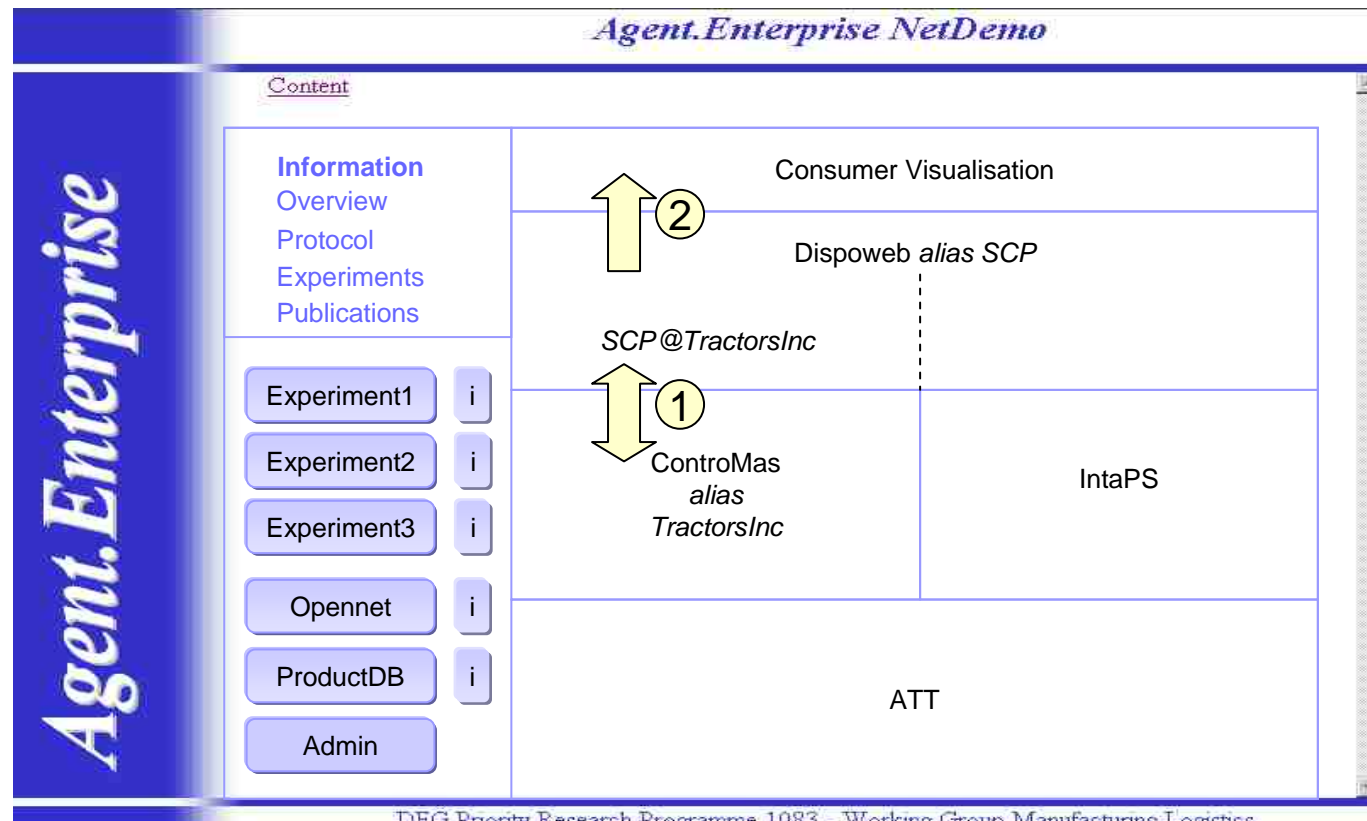 Agent.Enterprise NetDemo
Agent.Enterprise
Content
Information
Overview
Protocol
Experiments
Publications
Experiment1 i
Experiment2 i
Experiment3 i
Opennet i
ProductDB i
Admin
Consumer Visualisation
2
Dispoweb alias SCP
SCP@TractorsInc
1
ControMas
alias
TractorsInc
IntaPS
ATT
DFG Priority Research Programme 1083 - Working Group Manufacturing Logistics